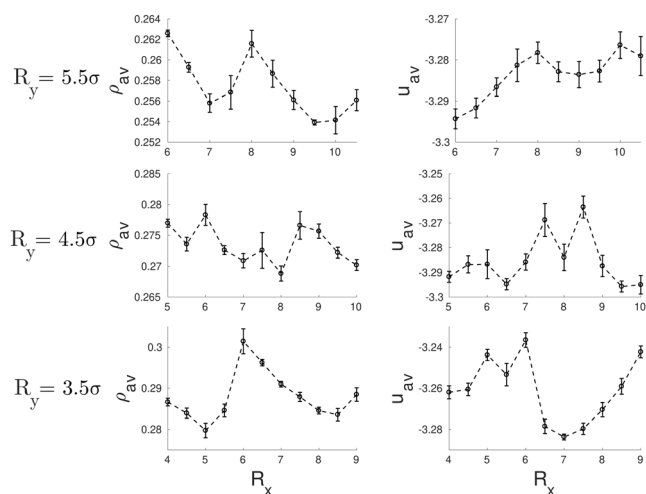 R_y = 5.5σ
ρ_av
0.264
0.262
0.26
0.258
0.256
0.254
0.252
6 7 8 9 10
u_av
-3.27
-3.28
-3.29
-3.3
6 7 8 9 10
R_y = 4.5σ
ρ_av
0.285
0.28
0.275
0.27
0.265
5 6 7 8 9 10
u_av
-3.25
-3.26
-3.27
-3.28
-3.29
-3.3
5 6 7 8 9 10
R_y = 3.5σ
ρ_av
0.3
0.29
0.28
4 5 6 7 8 9
R_x
u_av
-3.24
-3.26
-3.28
4 5 6 7 8 9
R_x